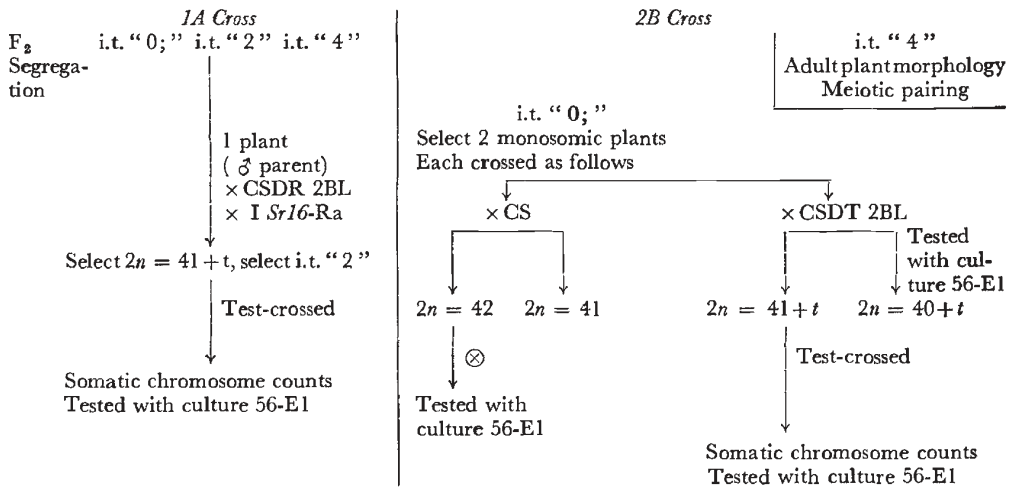 1A Cross
F₂ i.t. “ 0; ” i.t. “ 2 ” i.t. “ 4 ”
Segrega-
tion
1 plant
( ♂ parent)
× CSDR 2BL
× I Sr16-Ra
Select 2n = 41 + t, select i.t. “ 2 ”
Test-crossed
Somatic chromosome counts
Tested with culture 56-E1
2B Cross
i.t. “ 4 ”
Adult plant morphology
Meiotic pairing
i.t. “ 0; ”
Select 2 monosomic plants
Each crossed as follows
× CS
× CSDT 2BL
Tested
with cul-
ture 56-E1
2n = 42 2n = 41
2n = 41 + t 2n = 40 + t
⊗
Tested with
culture 56-E1
Test-crossed
Somatic chromosome counts
Tested with culture 56-E1